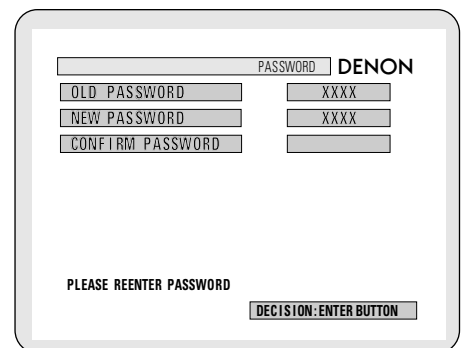 PASSWORD DENON
OLD PASSWORD XXXX
NEW PASSWORD XXXX
CONFIRM PASSWORD
PLEASE REENTER PASSWORD
DECISION:ENTER BUTTON